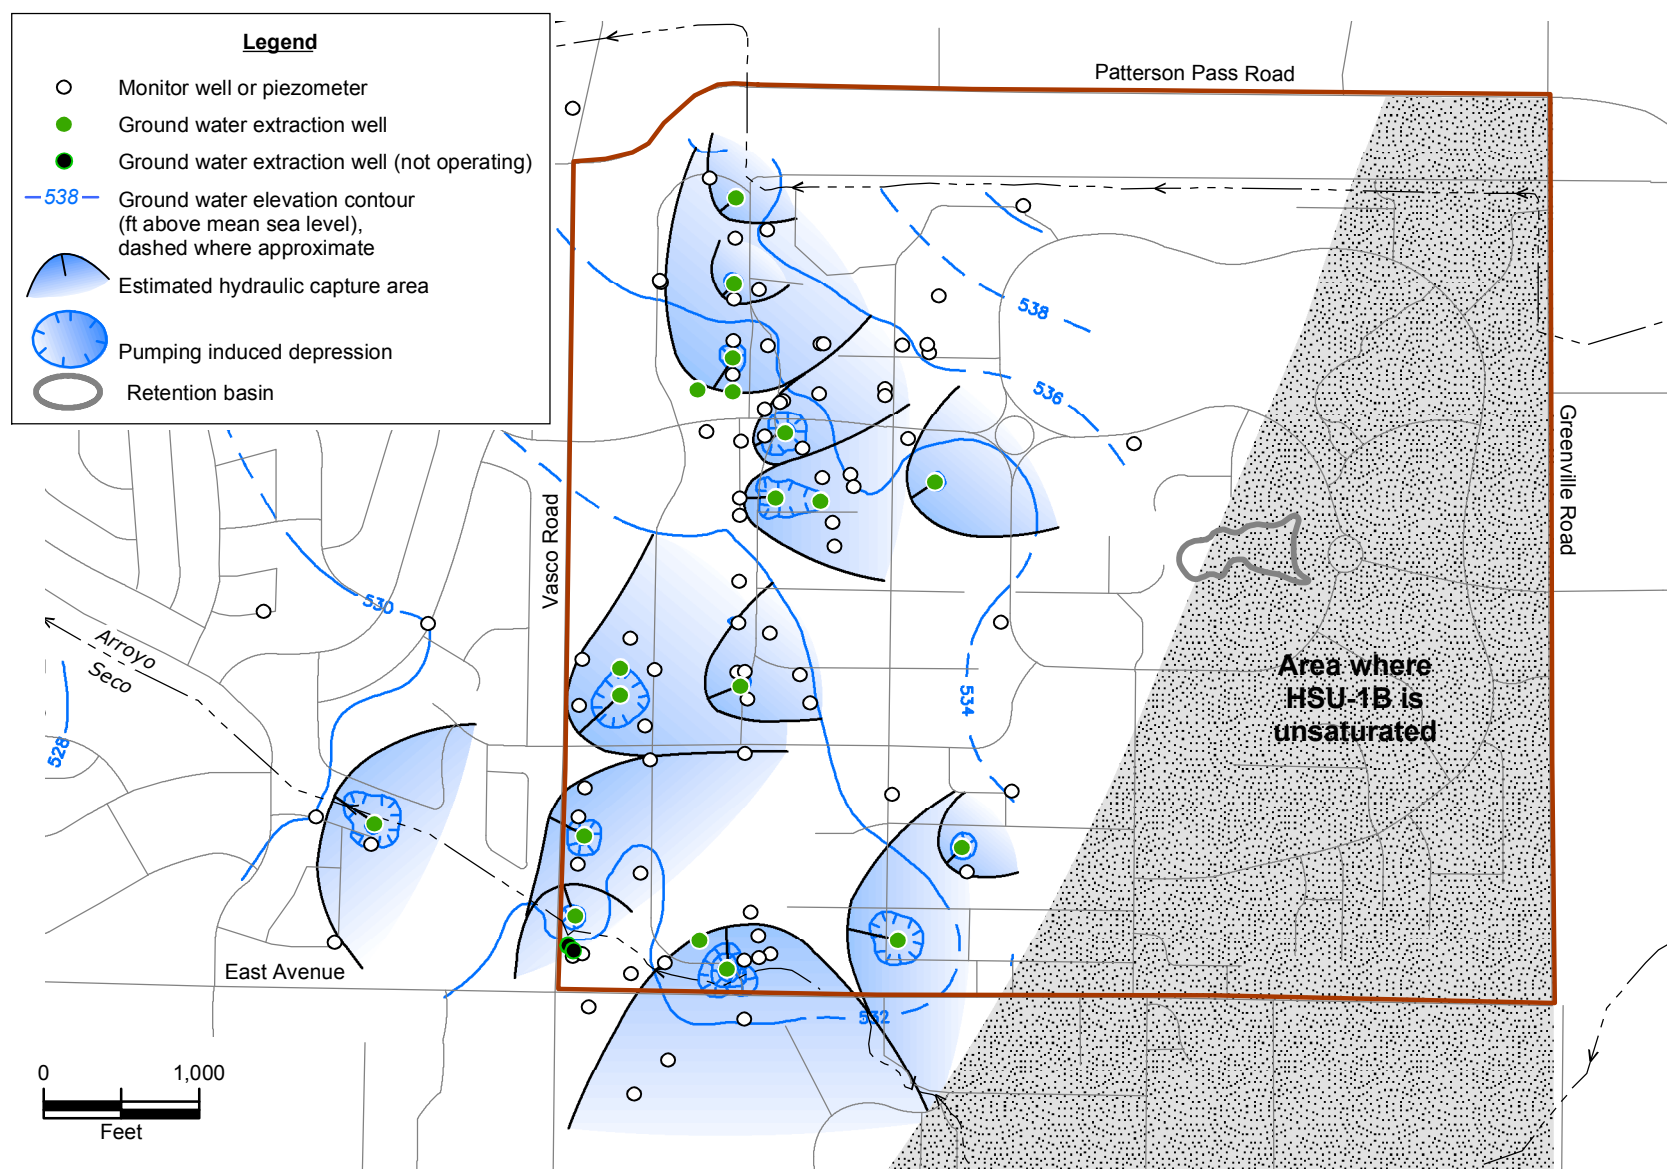 Legend
Monitor well or piezometer
Ground water extraction well
Ground water extraction well (not operating)
538
Ground water elevation contour
(ft above mean sea level),
dashed where approximate
Estimated hydraulic capture area
Pumping induced depression
Retention basin
Patterson Pass Road
538
536
Greenville Road
Vasco Road
530
Arroyo
Seco
528
534
Area where
HSU-1B is
unsaturated
East Avenue
532
0 1,000
Feet